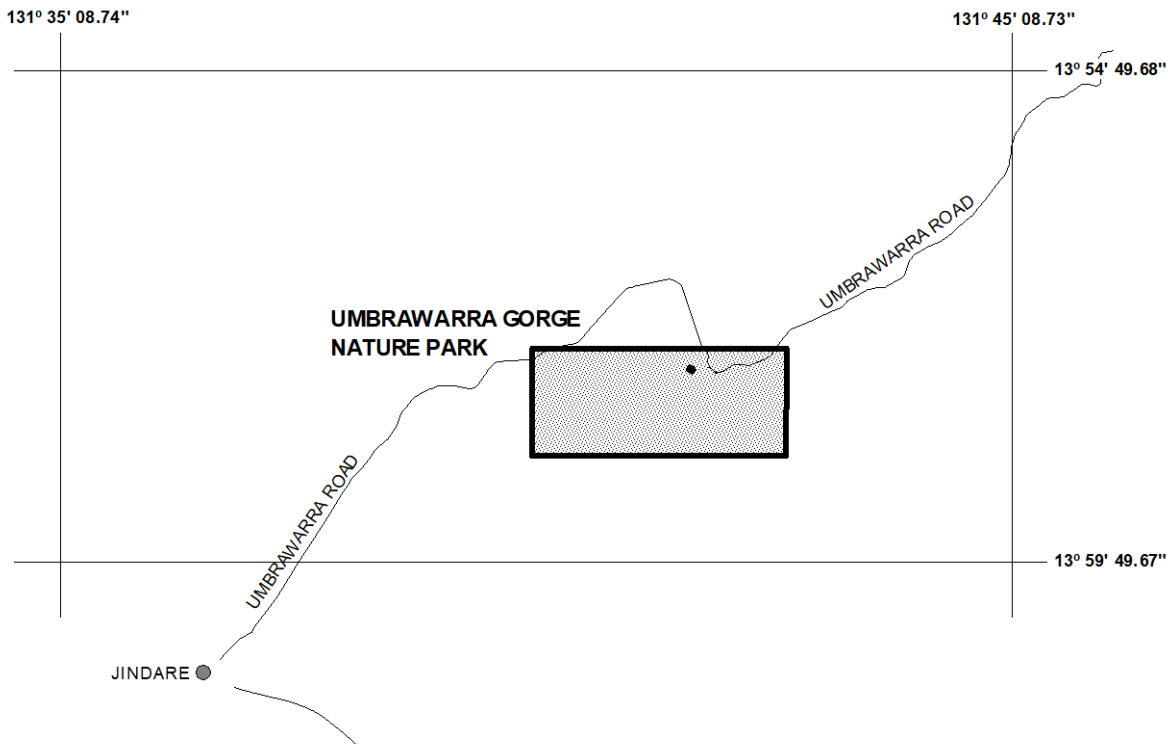 131º 35' 08.74"
131º 45' 08.73"
13º 54' 49.68"
UMBRAWARRA ROAD
UMBRAWARRA GORGE
NATURE PARK
UMBRAWARRA ROAD
13º 59' 49.67"
JINDARE